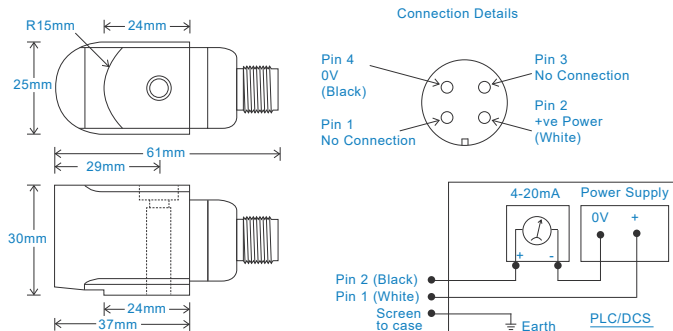 R15mm
24mm
25mm
61mm
29mm
30mm
24mm
37mm
Connection Details
Pin 4
0V
(Black)
Pin 3
No Connection
Pin 1
No Connection
Pin 2
+ve Power
(White)
4-20mA
Power Supply
0V +
+ -
Pin 2 (Black)
Pin 1 (White)
Screen
to case
Earth
PLC/DCS